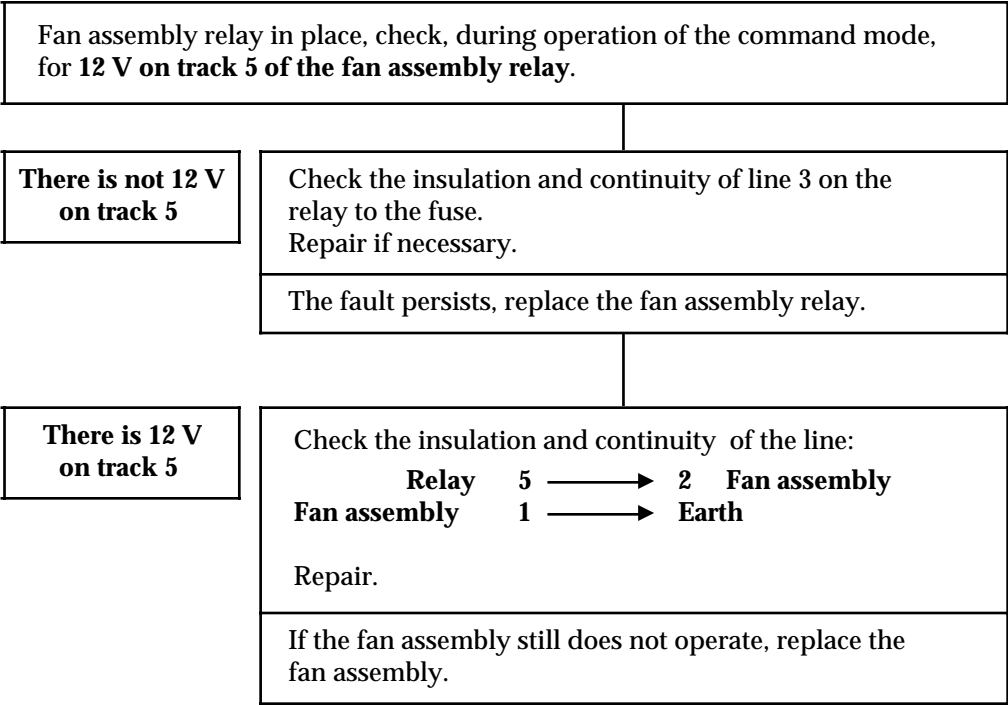 Fan assembly relay in place, check, during operation of the command mode,
for 12 V on track 5 of the fan assembly relay.
There is not 12 V
on track 5
Check the insulation and continuity of line 3 on the
relay to the fuse.
Repair if necessary.
The fault persists, replace the fan assembly relay.
There is 12 V
on track 5
Check the insulation and continuity of the line:
Relay 5 → 2 Fan assembly
Fan assembly 1 → Earth
Repair.
If the fan assembly still does not operate, replace the
fan assembly.